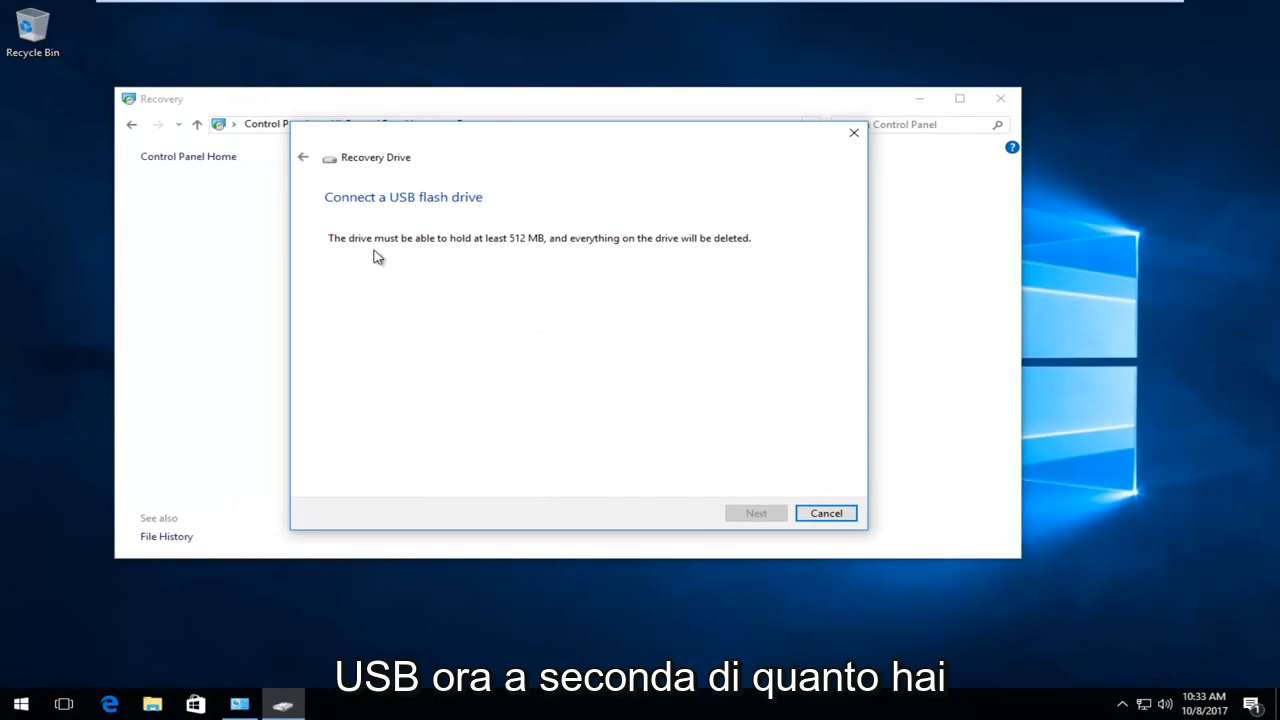 Recycle Bin
Recovery
Control P
Control Panel
Control Panel Home
Recovery Drive
Connect a USB flash drive
The drive must be able to hold at least 512 MB, and everything on the drive will be deleted.
Next
Cancel
See also
File History
USB ora a seconda di quanto hai
10:33 AM
10/8/2017
1